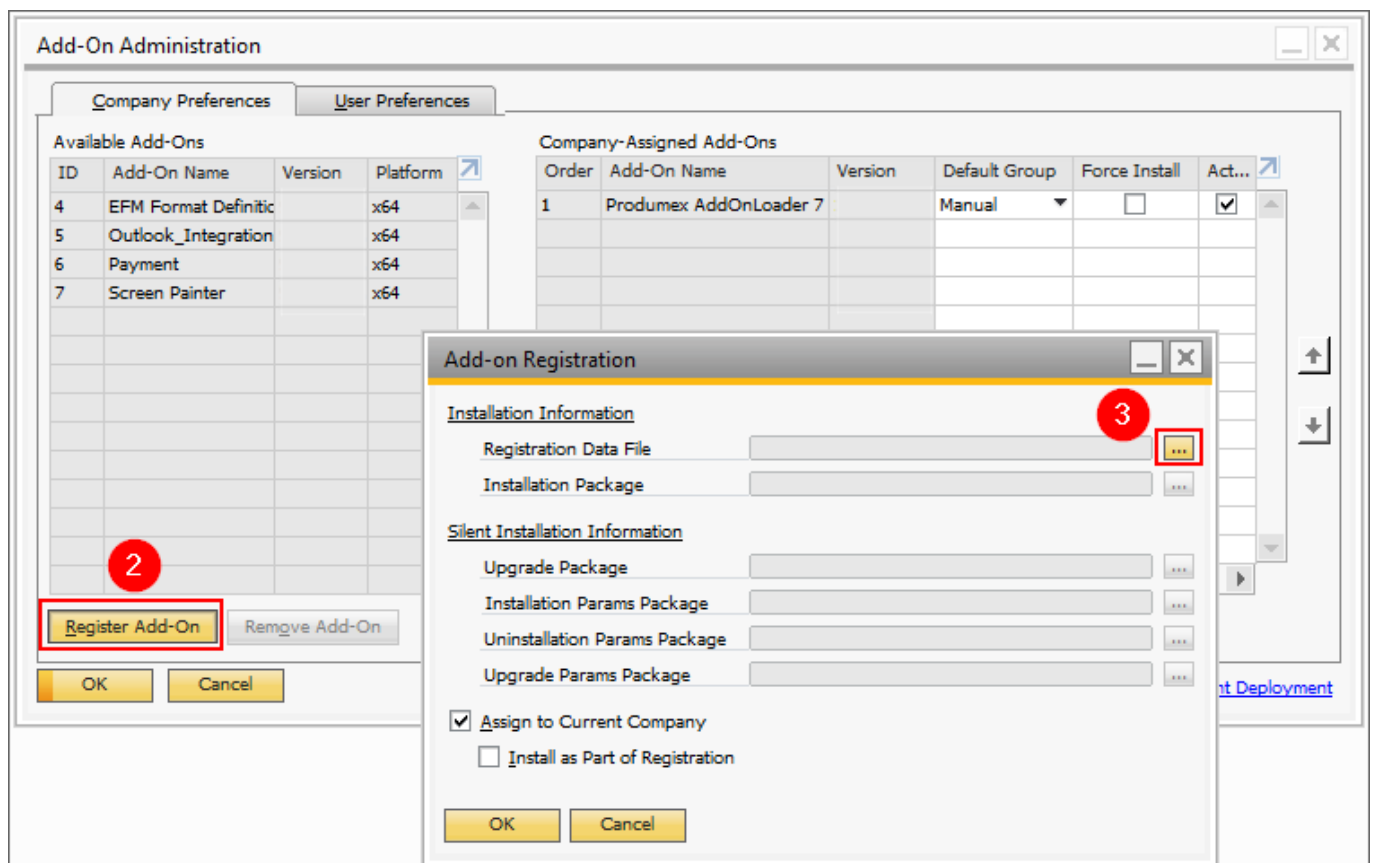 Add-On Administration
Company Preferences User Preferences
Available Add-Ons Company-Assigned Add-Ons
ID Add-On Name Version Platform Order Add-On Name Version Default Group Force Install Act...
4 EFM Format Definitic x64 1 Produmex AddOnLoader 7 Manual
5 Outlook_Integration x64
6 Payment x64
7 Screen Painter x64
Add-on Registration
Installation Information
3
Registration Data File ...
Installation Package ...
Silent Installation Information
2
Upgrade Package ...
Installation Params Package ...
Register Add-On Remove Add-On
Uninstallation Params Package ...
Upgrade Params Package ...
OK Cancel
nt Deployment
Assign to Current Company
Install as Part of Registration
OK Cancel